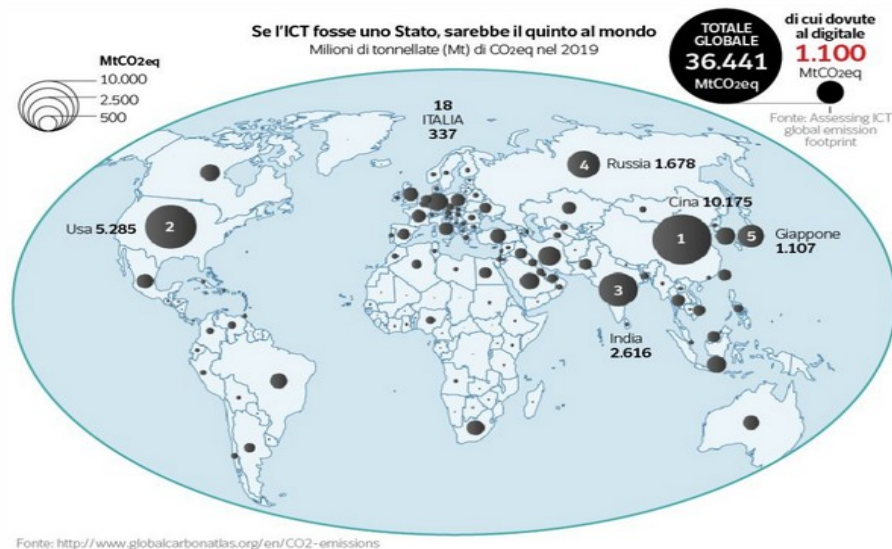 Se l'ICT fosse uno Stato, sarebbe il quinto al mondo
Milioni di tonnellate (Mt) di CO2eq nel 2019
TOTALE
GLOBALE
36.441
MtCO2eq
di cui dovute
al digitale
1.100
MtCO2eq
Fonte: Assessing ICT
global emission
footprint
MtCO2eq
10.000
2.500
500
18
ITALIA
337
4
Russia 1.678
Cina 10.175
Usa 5.285
2
1
5
Giappone
1.107
3
India
2.616
Fonte: http://www.globalcarbonatlas.org/en/CO2-emissions